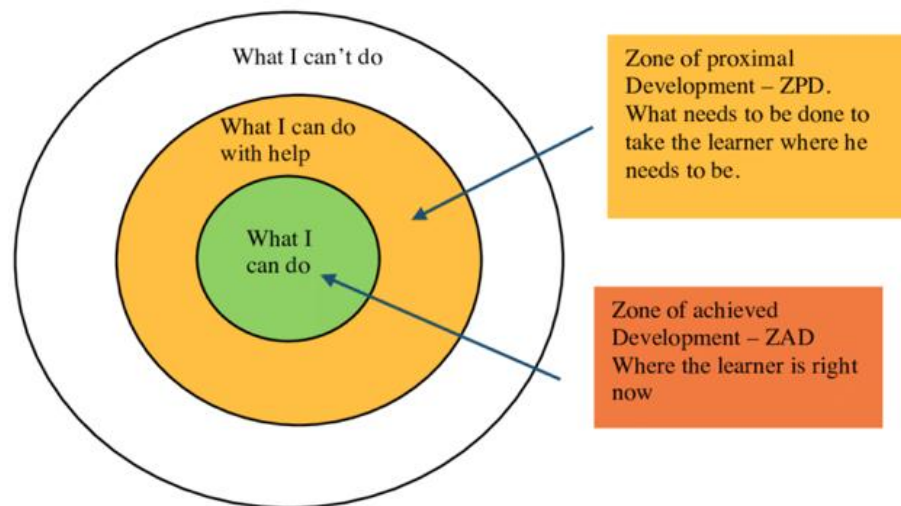 What I can't do
What I can do
with help
What I
can do
Zone of proximal
Development – ZPD.
What needs to be done to
take the learner where he
needs to be.
Zone of achieved
Development – ZAD
Where the learner is right
now